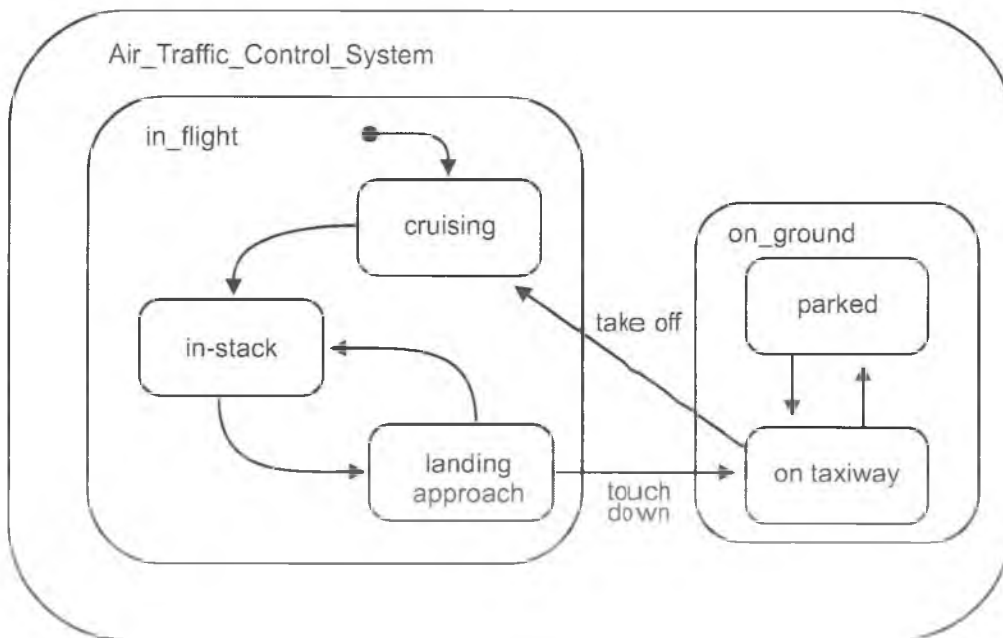 Air_Traffic_Control_System
in_flight
cruising
on_ground
parked
take off
in-stack
landing
approach
on taxiway
touch
down